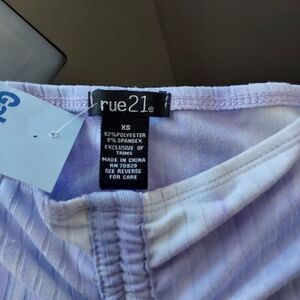 rue21®
XS
92% POLYESTER
8% SPANDEX
EXCLUSIVE OF
TRIMS
MADE IN CHINA
RN 70829
SEE REVERSE
FOR CARE